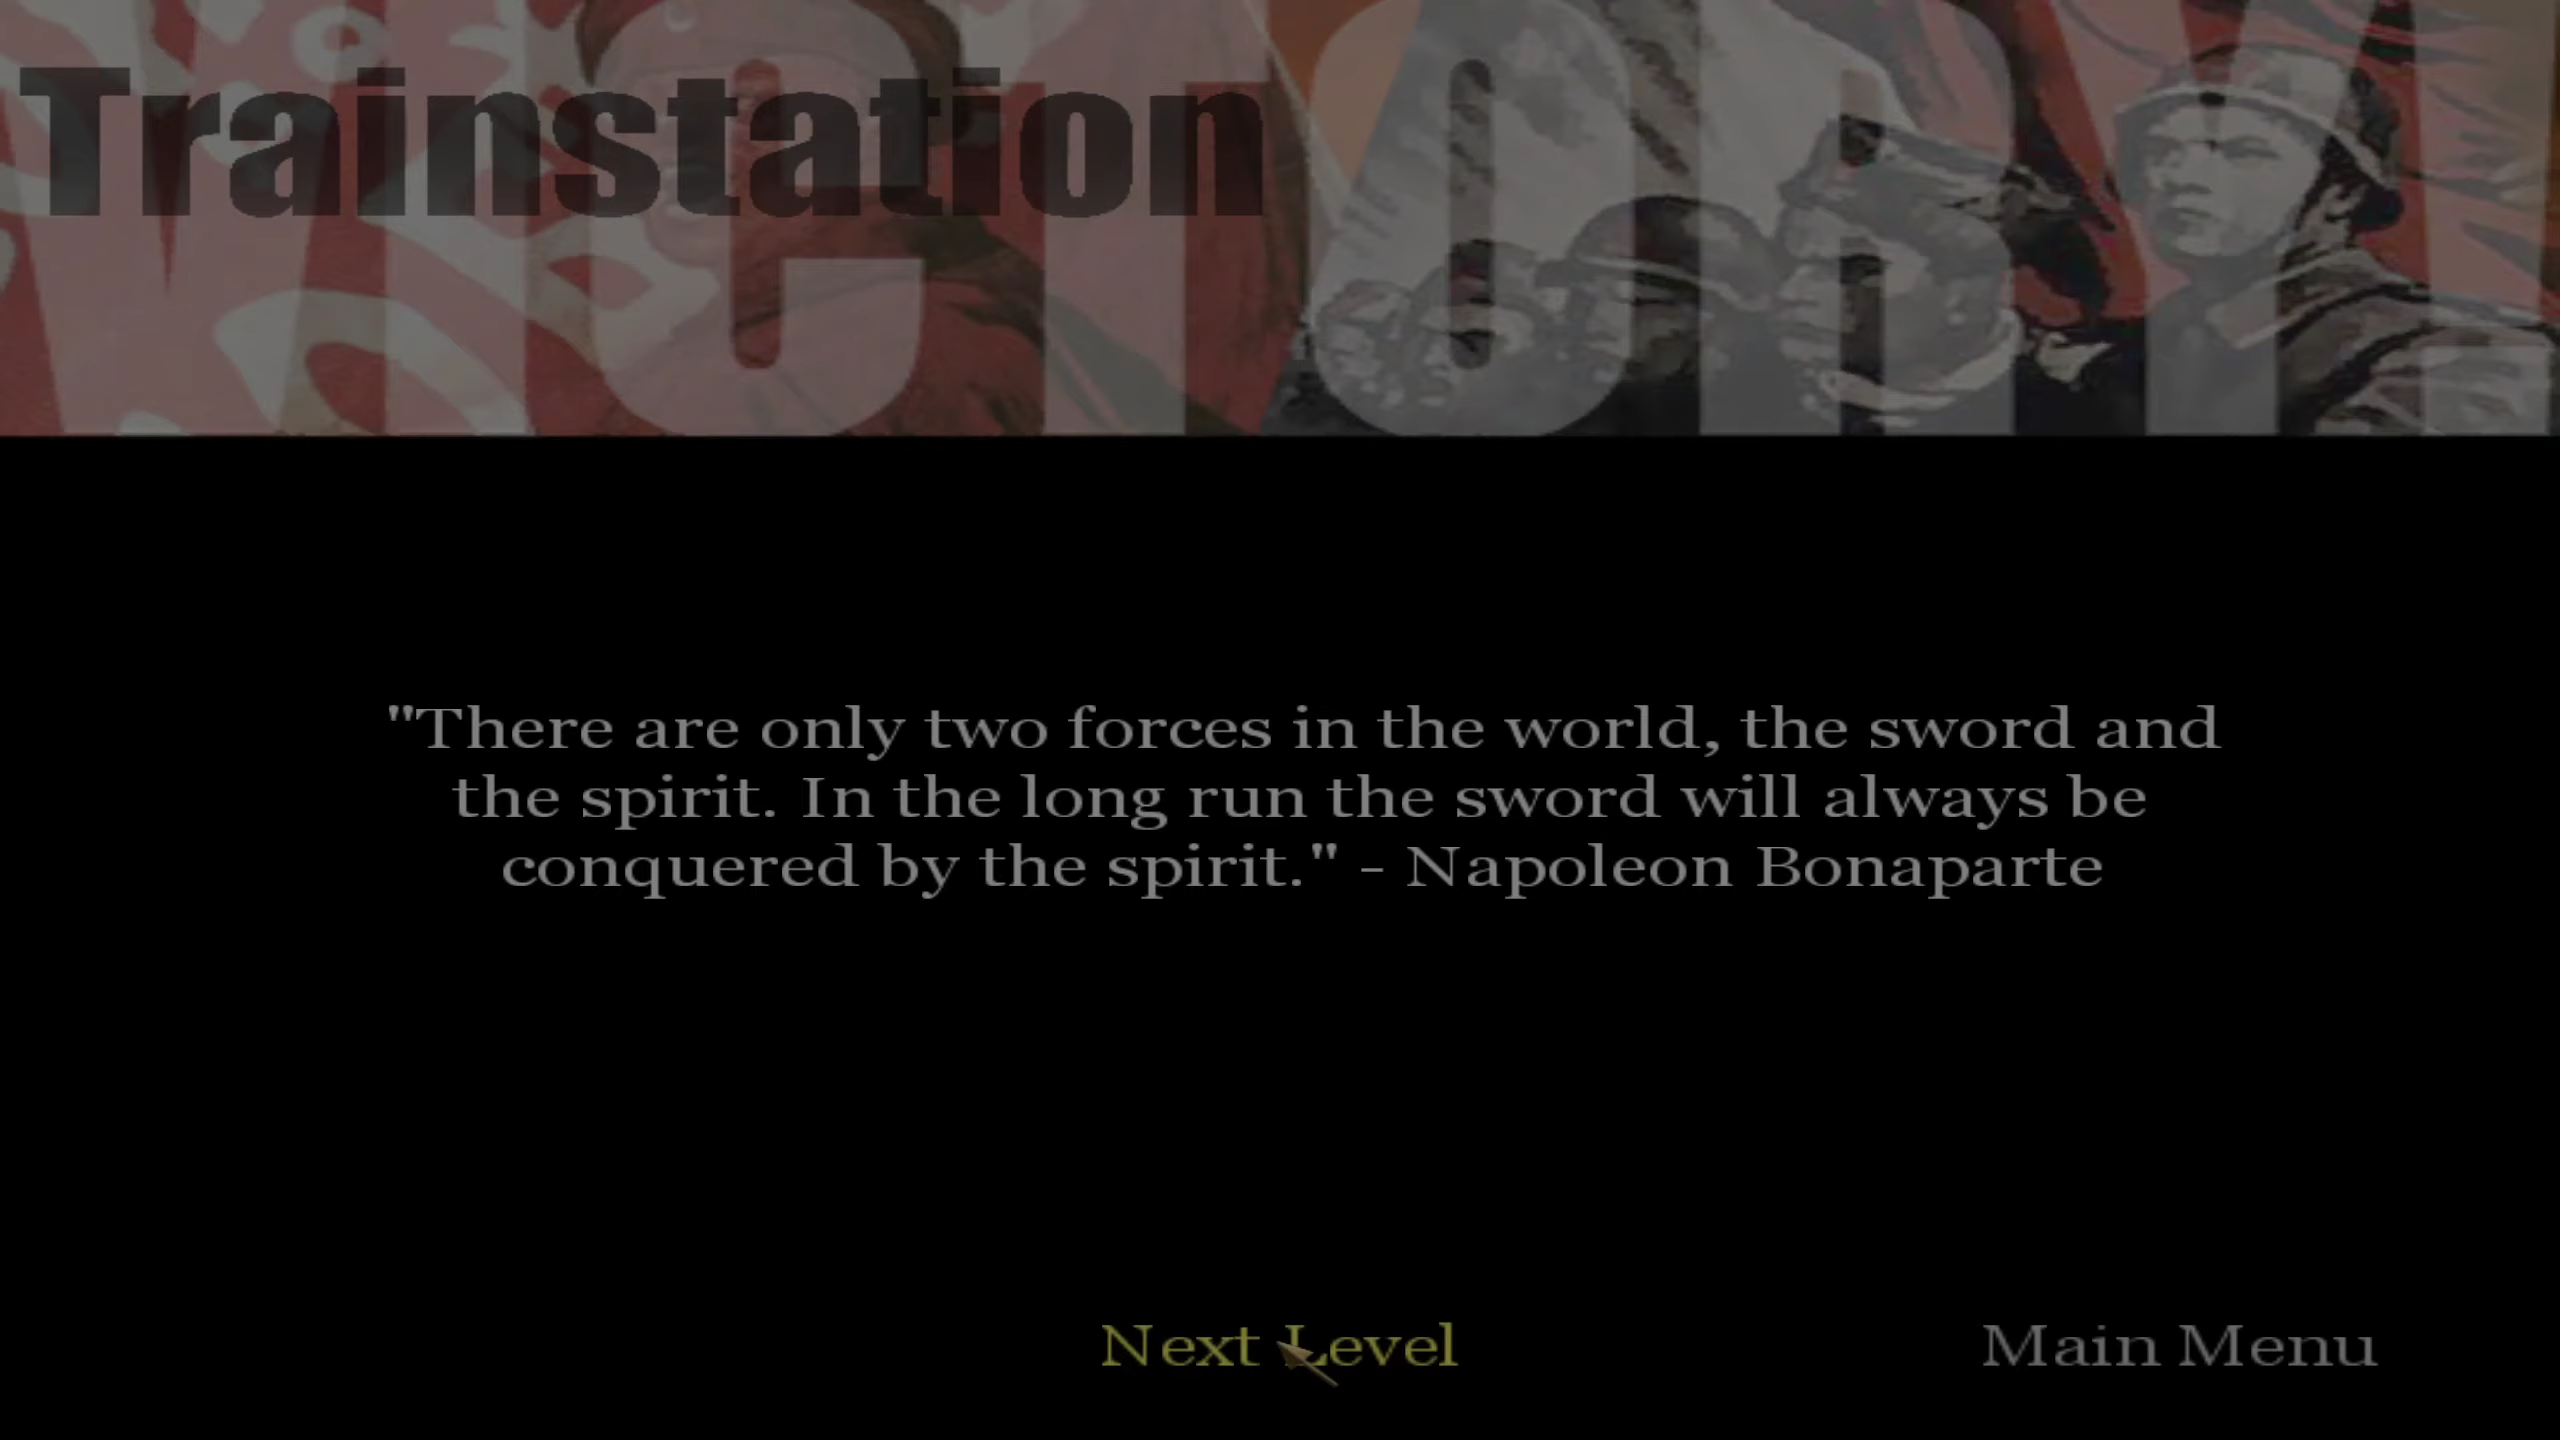 Trainstation
VICTORY!
"There are only two forces in the world, the sword and
the spirit. In the long run the sword will always be
conquered by the spirit." - Napoleon Bonaparte
Next Level
Main Menu